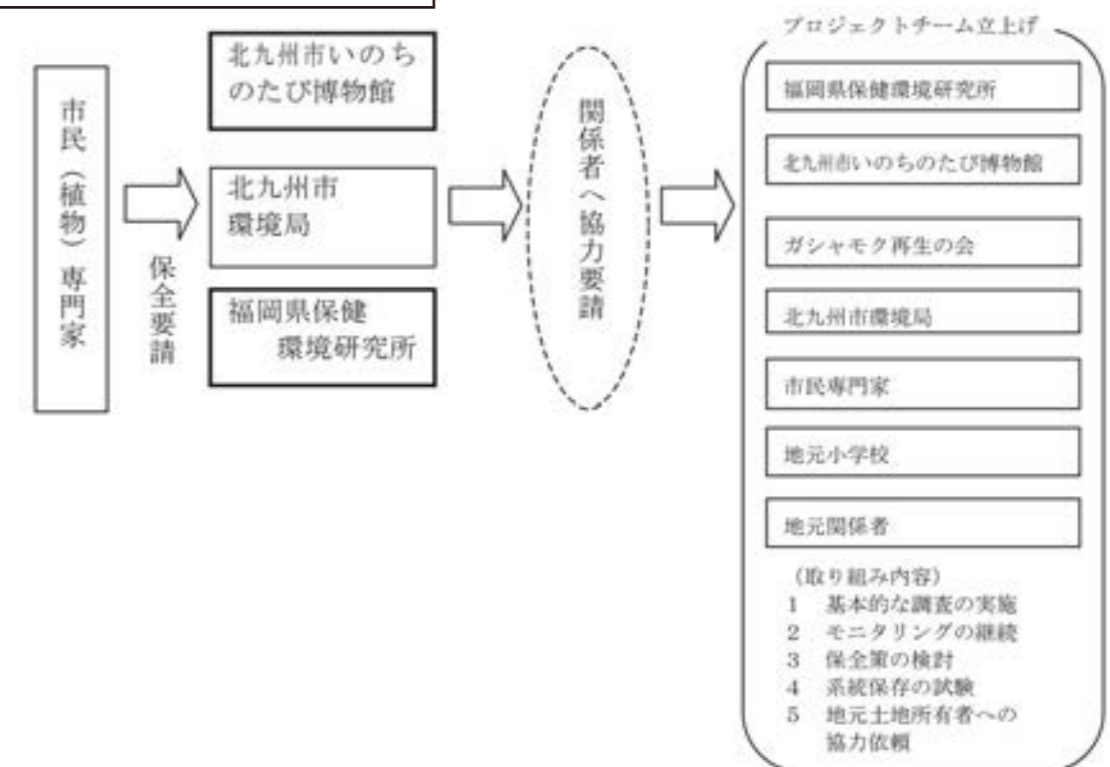 市民（植物）専門家
保全要請
北九州市いのち
のたび博物館
北九州市
環境局
福岡県保健
環境研究所
関係者へ協力要請
プロジェクトチーム立上げ
福岡県保健環境研究所
北九州市いのちのたび博物館
ガシャモク再生の会
北九州市環境局
市民専門家
地元小学校
地元関係者
（取り組み内容）
1 基本的な調査の実施
2 モニタリングの継続
3 保全策の検討
4 系統保存の試験
5 地元土地所有者への
協力依頼